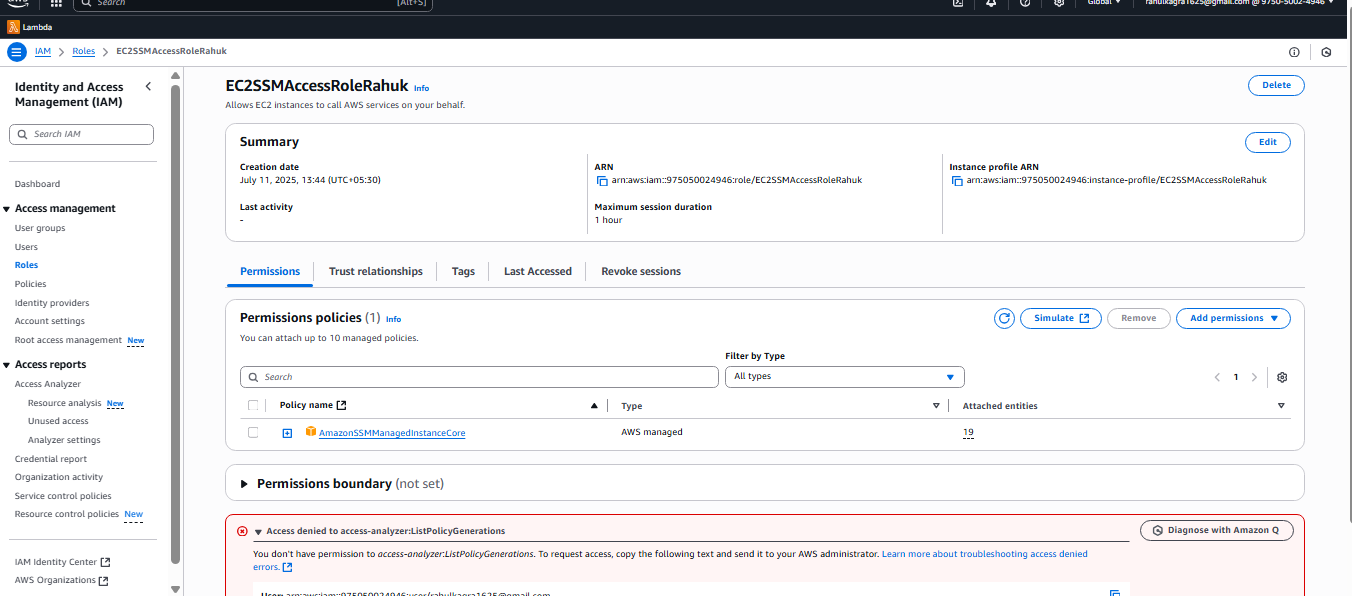 aws
Search
[Alt+S]
Global
rahulkagra1625@gmail.com @ 9750-5002-4946
Lambda
IAM
Roles
EC2SSMAccessRoleRahuk
Identity and Access
Management (IAM)
Search IAM
Dashboard
Access management
User groups
Users
Roles
Policies
Identity providers
Account settings
Root access management New
Access reports
Access Analyzer
Resource analysis New
Unused access
Analyzer settings
Credential report
Organization activity
Service control policies
Resource control policies New
IAM Identity Center
AWS Organizations
EC2SSMAccessRoleRahuk Info
Delete
Allows EC2 instances to call AWS services on your behalf.
Summary
Edit
Creation date
July 11, 2025, 13:44 (UTC+05:30)
Last activity
-
ARN
arn:aws:iam::975050024946:role/EC2SSMAccessRoleRahuk
Maximum session duration
1 hour
Instance profile ARN
arn:aws:iam::975050024946:instance-profile/EC2SSMAccessRoleRahuk
Permissions
Trust relationships
Tags
Last Accessed
Revoke sessions
Permissions policies (1) Info
Simulate
Remove
Add permissions
You can attach up to 10 managed policies.
Filter by Type
Search
All types
1
Policy name
Type
Attached entities
AmazonSSMManagedInstanceCore
AWS managed
19
Permissions boundary (not set)
Access denied to access-analyzer:ListPolicyGenerations
Diagnose with Amazon Q
You don't have permission to access-analyzer:ListPolicyGenerations. To request access, copy the following text and send it to your AWS administrator. Learn more about troubleshooting access denied
errors.
User: arn:aws:iam::975050024946:user/rahulkagra1625@gmail.com